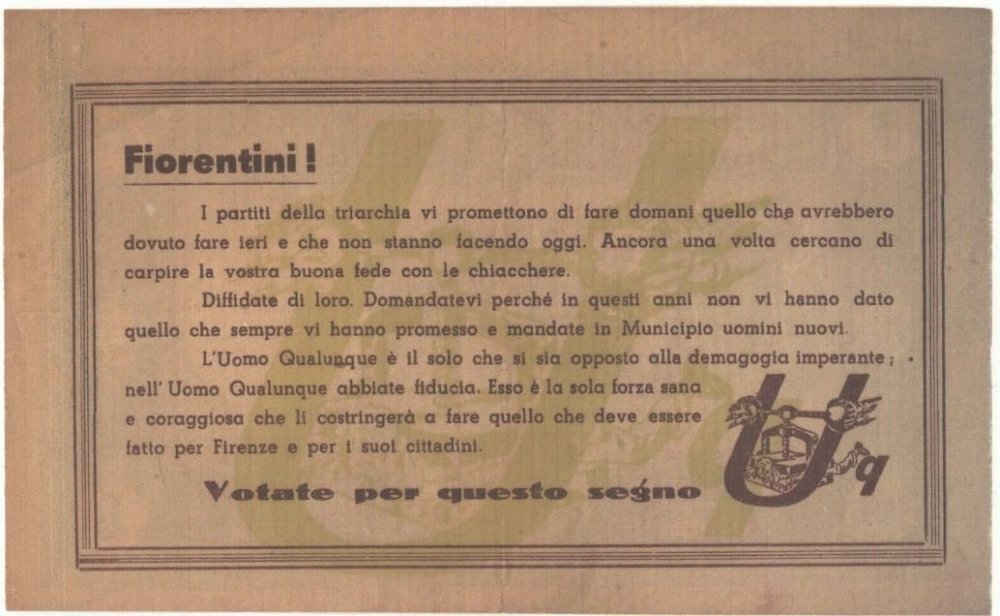 Fiorentini !
I partiti della triarchia vi promettono di fare domani quello che avrebbero
dovuto fare ieri e che non stanno facendo oggi. Ancora una volta cercano di
carpire la vostra buona fede con le chiacchere.
Diffidate di loro. Domandatevi perché in questi anni non vi hanno dato
quello che sempre vi hanno promesso e mandate in Municipio uomini nuovi.
L'Uomo Qualunque è il solo che si sia opposto alla demagogia imperante ;
nell' Uomo Qualunque abbiate fiducia. Esso è la sola forza sana
e coraggiosa che li costringerà a fare quello che deve essere
fatto per Firenze e per i suoi cittadini.
Votate per questo segno
U q